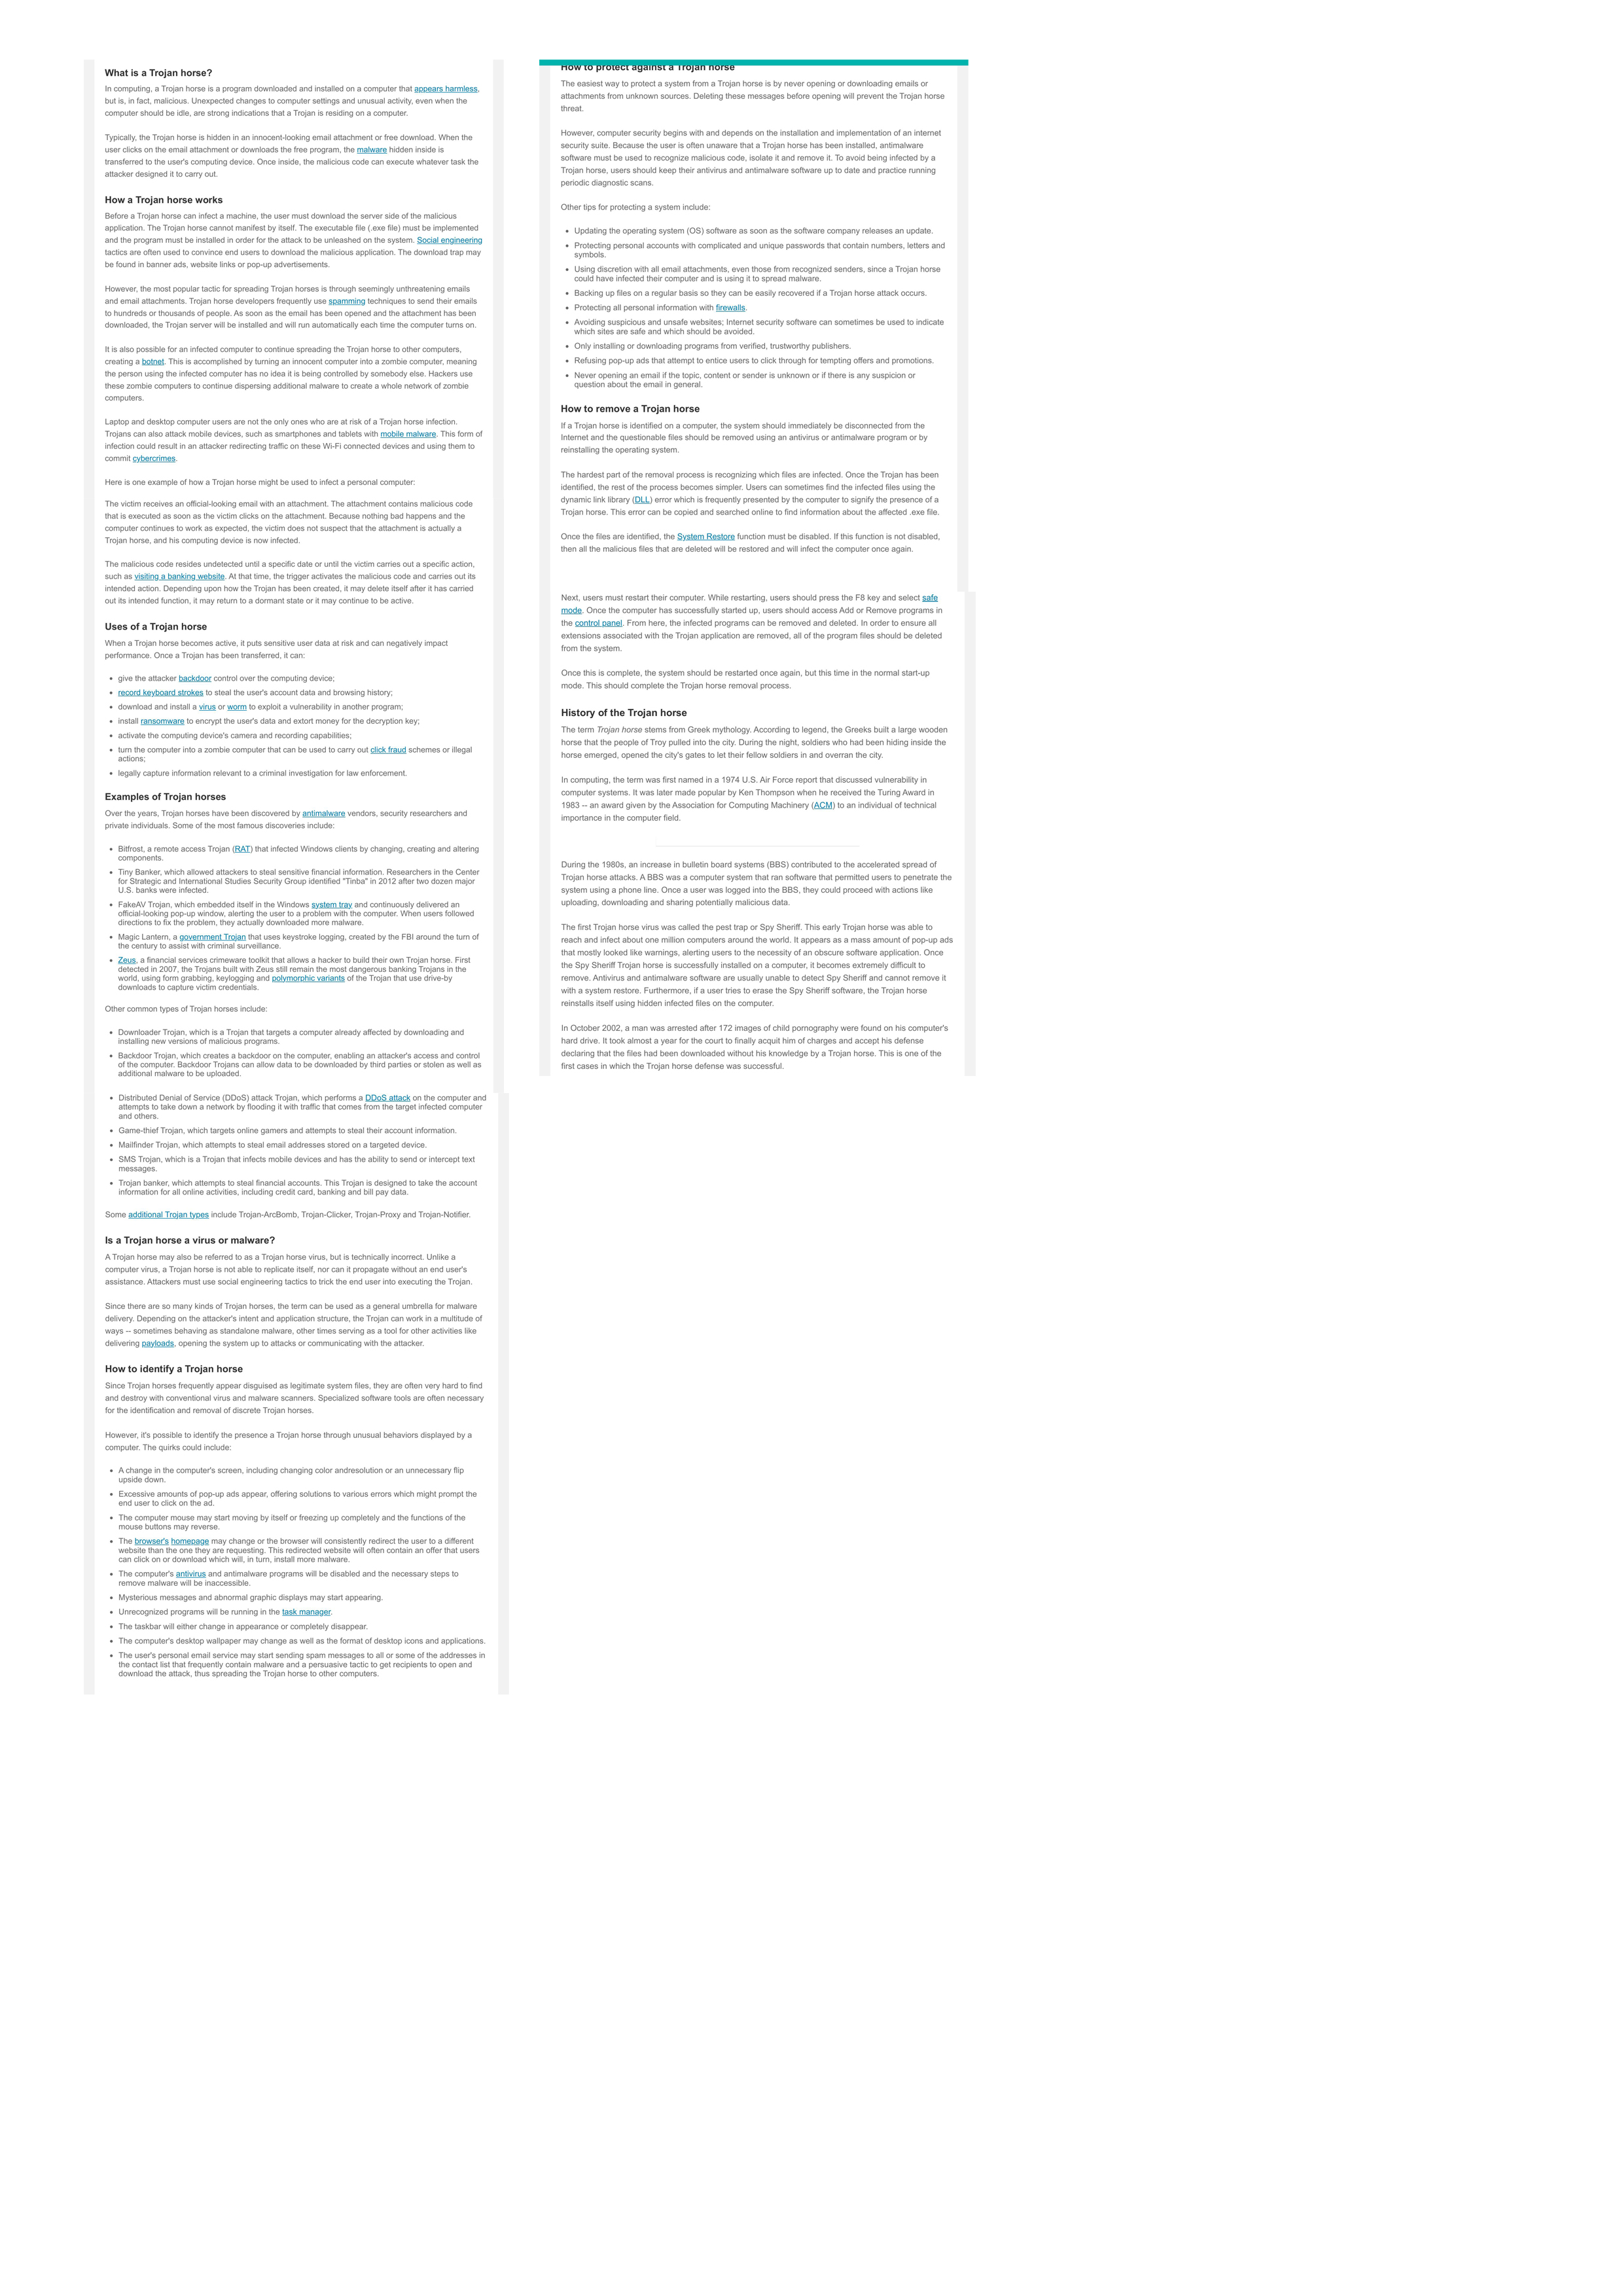 What is a Trojan horse?
In computing, a Trojan horse is a program downloaded and installed on a computer that appears harmless,
but is, in fact, malicious. Unexpected changes to computer settings and unusual activity, even when the
computer should be idle, are strong indications that a Trojan is residing on a computer.
Typically, the Trojan horse is hidden in an innocent-looking email attachment or free download. When the
user clicks on the email attachment or downloads the free program, the malware hidden inside is
transferred to the user's computing device. Once inside, the malicious code can execute whatever task the
attacker designed it to carry out.
How a Trojan horse works
Before a Trojan horse can infect a machine, the user must download the server side of the malicious
application. The Trojan horse cannot manifest by itself. The executable file (.exe file) must be implemented
and the program must be installed in order for the attack to be unleashed on the system. Social engineering
tactics are often used to convince end users to download the malicious application. The download trap may
be found in banner ads, website links or pop-up advertisements.
However, the most popular tactic for spreading Trojan horses is through seemingly unthreatening emails
and email attachments. Trojan horse developers frequently use spamming techniques to send their emails
to hundreds or thousands of people. As soon as the email has been opened and the attachment has been
downloaded, the Trojan server will be installed and will run automatically each time the computer turns on.
It is also possible for an infected computer to continue spreading the Trojan horse to other computers,
creating a botnet. This is accomplished by turning an innocent computer into a zombie computer, meaning
the person using the infected computer has no idea it is being controlled by somebody else. Hackers use
these zombie computers to continue dispersing additional malware to create a whole network of zombie
computers.
Laptop and desktop computer users are not the only ones who are at risk of a Trojan horse infection.
Trojans can also attack mobile devices, such as smartphones and tablets with mobile malware. This form of
infection could result in an attacker redirecting traffic on these Wi-Fi connected devices and using them to
commit cybercrimes.
Here is one example of how a Trojan horse might be used to infect a personal computer:
The victim receives an official-looking email with an attachment. The attachment contains malicious code
that is executed as soon as the victim clicks on the attachment. Because nothing bad happens and the
computer continues to work as expected, the victim does not suspect that the attachment is actually a
Trojan horse, and his computing device is now infected.
The malicious code resides undetected until a specific date or until the victim carries out a specific action,
such as visiting a banking website. At that time, the trigger activates the malicious code and carries out its
intended action. Depending upon how the Trojan has been created, it may delete itself after it has carried
out its intended function, it may return to a dormant state or it may continue to be active.
Uses of a Trojan horse
When a Trojan horse becomes active, it puts sensitive user data at risk and can negatively impact
performance. Once a Trojan has been transferred, it can:
• give the attacker backdoor control over the computing device;
• record keyboard strokes to steal the user's account data and browsing history;
• download and install a virus or worm to exploit a vulnerability in another program;
• install ransomware to encrypt the user's data and extort money for the decryption key;
• activate the computing device's camera and recording capabilities;
• turn the computer into a zombie computer that can be used to carry out click fraud schemes or illegal
actions;
• legally capture information relevant to a criminal investigation for law enforcement.
Examples of Trojan horses
Over the years, Trojan horses have been discovered by antimalware vendors, security researchers and
private individuals. Some of the most famous discoveries include:
• Bitfrost, a remote access Trojan (RAT) that infected Windows clients by changing, creating and altering
components.
• Tiny Banker, which allowed attackers to steal sensitive financial information. Researchers in the Center
for Strategic and International Studies Security Group identified "Tinba" in 2012 after two dozen major
U.S. banks were infected.
• FakeAV Trojan, which embedded itself in the Windows system tray and continuously delivered an
official-looking pop-up window, alerting the user to a problem with the computer. When users followed
directions to fix the problem, they actually downloaded more malware.
• Magic Lantern, a government Trojan that uses keystroke logging, created by the FBI around the turn of
the century to assist with criminal surveillance.
• Zeus, a financial services crimeware toolkit that allows a hacker to build their own Trojan horse. First
detected in 2007, the Trojans built with Zeus still remain the most dangerous banking Trojans in the
world, using form grabbing, keylogging and polymorphic variants of the Trojan that use drive-by
downloads to capture victim credentials.
Other common types of Trojan horses include:
• Downloader Trojan, which is a Trojan that targets a computer already affected by downloading and
installing new versions of malicious programs.
• Backdoor Trojan, which creates a backdoor on the computer, enabling an attacker's access and control
of the computer. Backdoor Trojans can allow data to be downloaded by third parties or stolen as well as
additional malware to be uploaded.
• Distributed Denial of Service (DDoS) attack Trojan, which performs a DDoS attack on the computer and
attempts to take down a network by flooding it with traffic that comes from the target infected computer
and others.
• Game-thief Trojan, which targets online gamers and attempts to steal their account information.
• Mailfinder Trojan, which attempts to steal email addresses stored on a targeted device.
• SMS Trojan, which is a Trojan that infects mobile devices and has the ability to send or intercept text
messages.
• Trojan banker, which attempts to steal financial accounts. This Trojan is designed to take the account
information for all online activities, including credit card, banking and bill pay data.
Some additional Trojan types include Trojan-ArcBomb, Trojan-Clicker, Trojan-Proxy and Trojan-Notifier.
Is a Trojan horse a virus or malware?
A Trojan horse may also be referred to as a Trojan horse virus, but is technically incorrect. Unlike a
computer virus, a Trojan horse is not able to replicate itself, nor can it propagate without an end user's
assistance. Attackers must use social engineering tactics to trick the end user into executing the Trojan.
Since there are so many kinds of Trojan horses, the term can be used as a general umbrella for malware
delivery. Depending on the attacker's intent and application structure, the Trojan can work in a multitude of
ways -- sometimes behaving as standalone malware, other times serving as a tool for other activities like
delivering payloads, opening the system up to attacks or communicating with the attacker.
How to identify a Trojan horse
Since Trojan horses frequently appear disguised as legitimate system files, they are often very hard to find
and destroy with conventional virus and malware scanners. Specialized software tools are often necessary
for the identification and removal of discrete Trojan horses.
However, it's possible to identify the presence a Trojan horse through unusual behaviors displayed by a
computer. The quirks could include:
• A change in the computer's screen, including changing color andresolution or an unnecessary flip
upside down.
• Excessive amounts of pop-up ads appear, offering solutions to various errors which might prompt the
end user to click on the ad.
• The computer mouse may start moving by itself or freezing up completely and the functions of the
mouse buttons may reverse.
• The browser's homepage may change or the browser will consistently redirect the user to a different
website than the one they are requesting. This redirected website will often contain an offer that users
can click on or download which will, in turn, install more malware.
• The computer's antivirus and antimalware programs will be disabled and the necessary steps to
remove malware will be inaccessible.
• Mysterious messages and abnormal graphic displays may start appearing.
• Unrecognized programs will be running in the task manager.
• The taskbar will either change in appearance or completely disappear.
• The computer's desktop wallpaper may change as well as the format of desktop icons and applications.
• The user's personal email service may start sending spam messages to all or some of the addresses in
the contact list that frequently contain malware and a persuasive tactic to get recipients to open and
download the attack, thus spreading the Trojan horse to other computers.
How to protect against a Trojan horse
The easiest way to protect a system from a Trojan horse is by never opening or downloading emails or
attachments from unknown sources. Deleting these messages before opening will prevent the Trojan horse
threat.
However, computer security begins with and depends on the installation and implementation of an internet
security suite. Because the user is often unaware that a Trojan horse has been installed, antimalware
software must be used to recognize malicious code, isolate it and remove it. To avoid being infected by a
Trojan horse, users should keep their antivirus and antimalware software up to date and practice running
periodic diagnostic scans.
Other tips for protecting a system include:
• Updating the operating system (OS) software as soon as the software company releases an update.
• Protecting personal accounts with complicated and unique passwords that contain numbers, letters and
symbols.
• Using discretion with all email attachments, even those from recognized senders, since a Trojan horse
could have infected their computer and is using it to spread malware.
• Backing up files on a regular basis so they can be easily recovered if a Trojan horse attack occurs.
• Protecting all personal information with firewalls.
• Avoiding suspicious and unsafe websites; Internet security software can sometimes be used to indicate
which sites are safe and which should be avoided.
• Only installing or downloading programs from verified, trustworthy publishers.
• Refusing pop-up ads that attempt to entice users to click through for tempting offers and promotions.
• Never opening an email if the topic, content or sender is unknown or if there is any suspicion or
question about the email in general.
How to remove a Trojan horse
If a Trojan horse is identified on a computer, the system should immediately be disconnected from the
Internet and the questionable files should be removed using an antivirus or antimalware program or by
reinstalling the operating system.
The hardest part of the removal process is recognizing which files are infected. Once the Trojan has been
identified, the rest of the process becomes simpler. Users can sometimes find the infected files using the
dynamic link library (DLL) error which is frequently presented by the computer to signify the presence of a
Trojan horse. This error can be copied and searched online to find information about the affected .exe file.
Once the files are identified, the System Restore function must be disabled. If this function is not disabled,
then all the malicious files that are deleted will be restored and will infect the computer once again.
Next, users must restart their computer. While restarting, users should press the F8 key and select safe
mode. Once the computer has successfully started up, users should access Add or Remove programs in
the control panel. From here, the infected programs can be removed and deleted. In order to ensure all
extensions associated with the Trojan application are removed, all of the program files should be deleted
from the system.
Once this is complete, the system should be restarted once again, but this time in the normal start-up
mode. This should complete the Trojan horse removal process.
History of the Trojan horse
The term Trojan horse stems from Greek mythology. According to legend, the Greeks built a large wooden
horse that the people of Troy pulled into the city. During the night, soldiers who had been hiding inside the
horse emerged, opened the city's gates to let their fellow soldiers in and overran the city.
In computing, the term was first named in a 1974 U.S. Air Force report that discussed vulnerability in
computer systems. It was later made popular by Ken Thompson when he received the Turing Award in
1983 -- an award given by the Association for Computing Machinery (ACM) to an individual of technical
importance in the computer field.
During the 1980s, an increase in bulletin board systems (BBS) contributed to the accelerated spread of
Trojan horse attacks. A BBS was a computer system that ran software that permitted users to penetrate the
system using a phone line. Once a user was logged into the BBS, they could proceed with actions like
uploading, downloading and sharing potentially malicious data.
The first Trojan horse virus was called the pest trap or Spy Sheriff. This early Trojan horse was able to
reach and infect about one million computers around the world. It appears as a mass amount of pop-up ads
that mostly looked like warnings, alerting users to the necessity of an obscure software application. Once
the Spy Sheriff Trojan horse is successfully installed on a computer, it becomes extremely difficult to
remove. Antivirus and antimalware software are usually unable to detect Spy Sheriff and cannot remove it
with a system restore. Furthermore, if a user tries to erase the Spy Sheriff software, the Trojan horse
reinstalls itself using hidden infected files on the computer.
In October 2002, a man was arrested after 172 images of child pornography were found on his computer's
hard drive. It took almost a year for the court to finally acquit him of charges and accept his defense
declaring that the files had been downloaded without his knowledge by a Trojan horse. This is one of the
first cases in which the Trojan horse defense was successful.